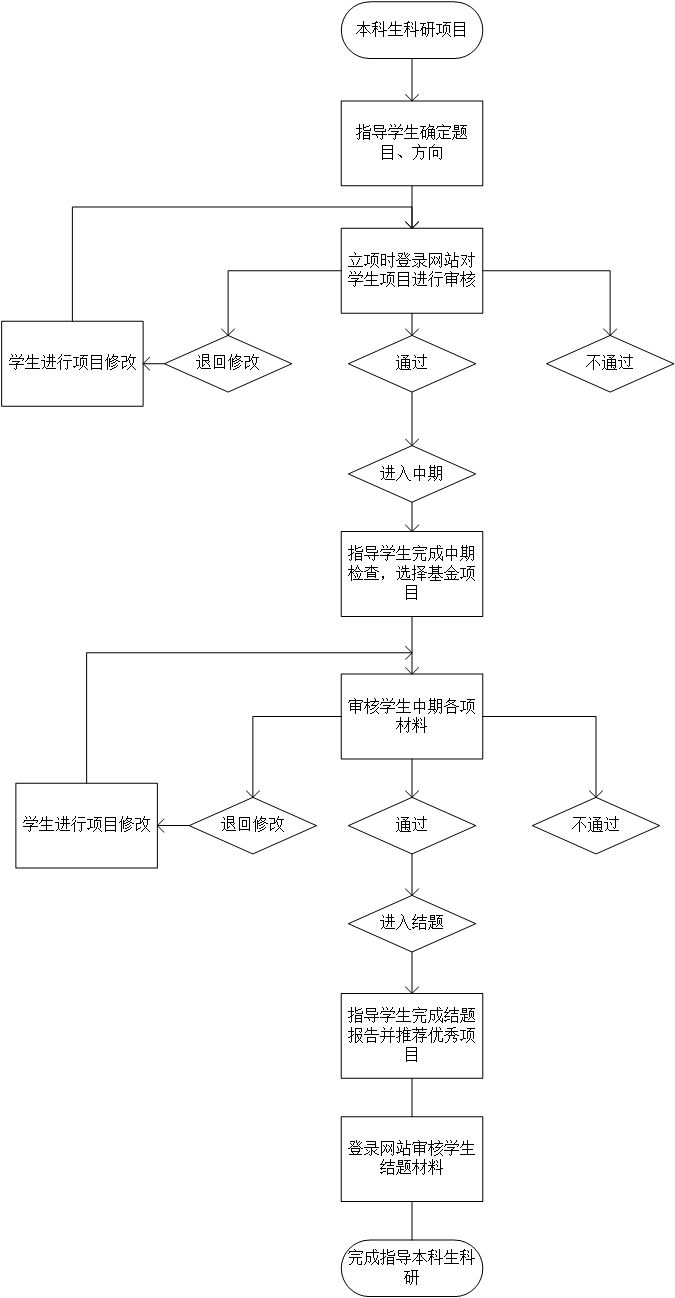 本科生科研项目
指导学生确定题
目、方向
立项时登录网站对
学生项目进行审核
学生进行项目修改
退回修改
通过
不通过
进入中期
指导学生完成中期
检查，选择基金项
目
审核学生中期各项
材料
学生进行项目修改
退回修改
通过
不通过
进入结题
指导学生完成结题
报告并推荐优秀项
目
登录网站审核学生
结题材料
完成指导本科生科
研